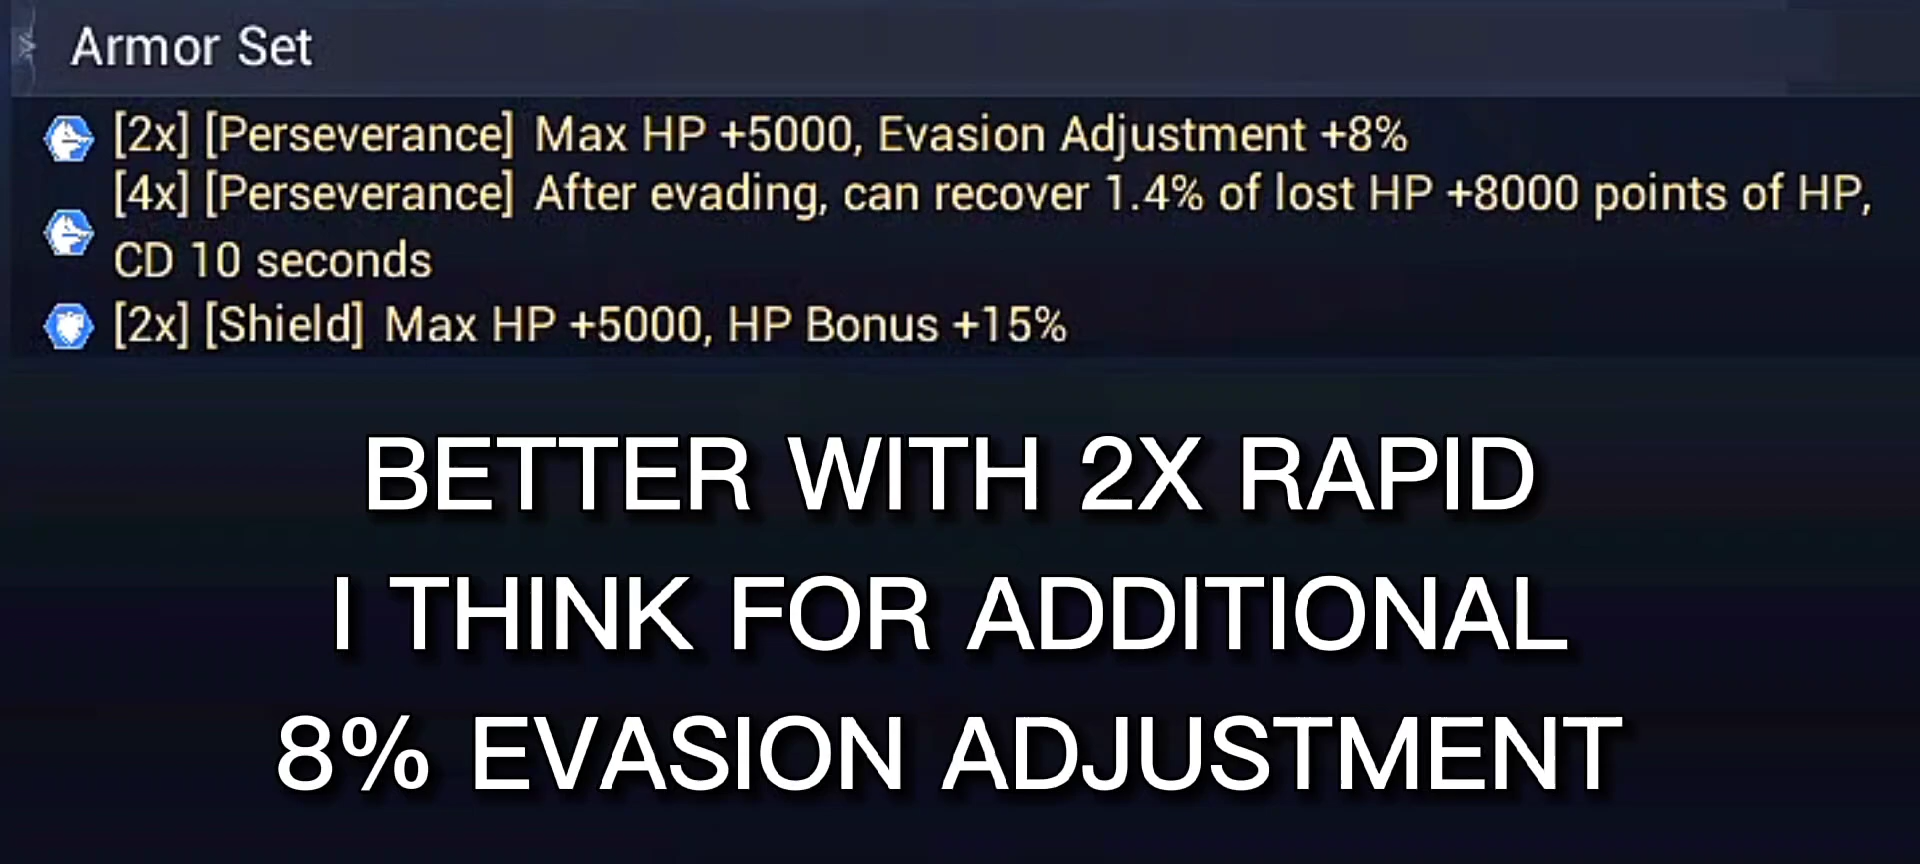 Armor Set
[2x] [Perseverance] Max HP +5000, Evasion Adjustment +8%
[4x] [Perseverance] After evading, can recover 1.4% of lost HP +8000 points of HP,
CD 10 seconds
[2x] [Shield] Max HP +5000, HP Bonus +15%
BETTER WITH 2X RAPID
I THINK FOR ADDITIONAL
8% EVASION ADJUSTMENT